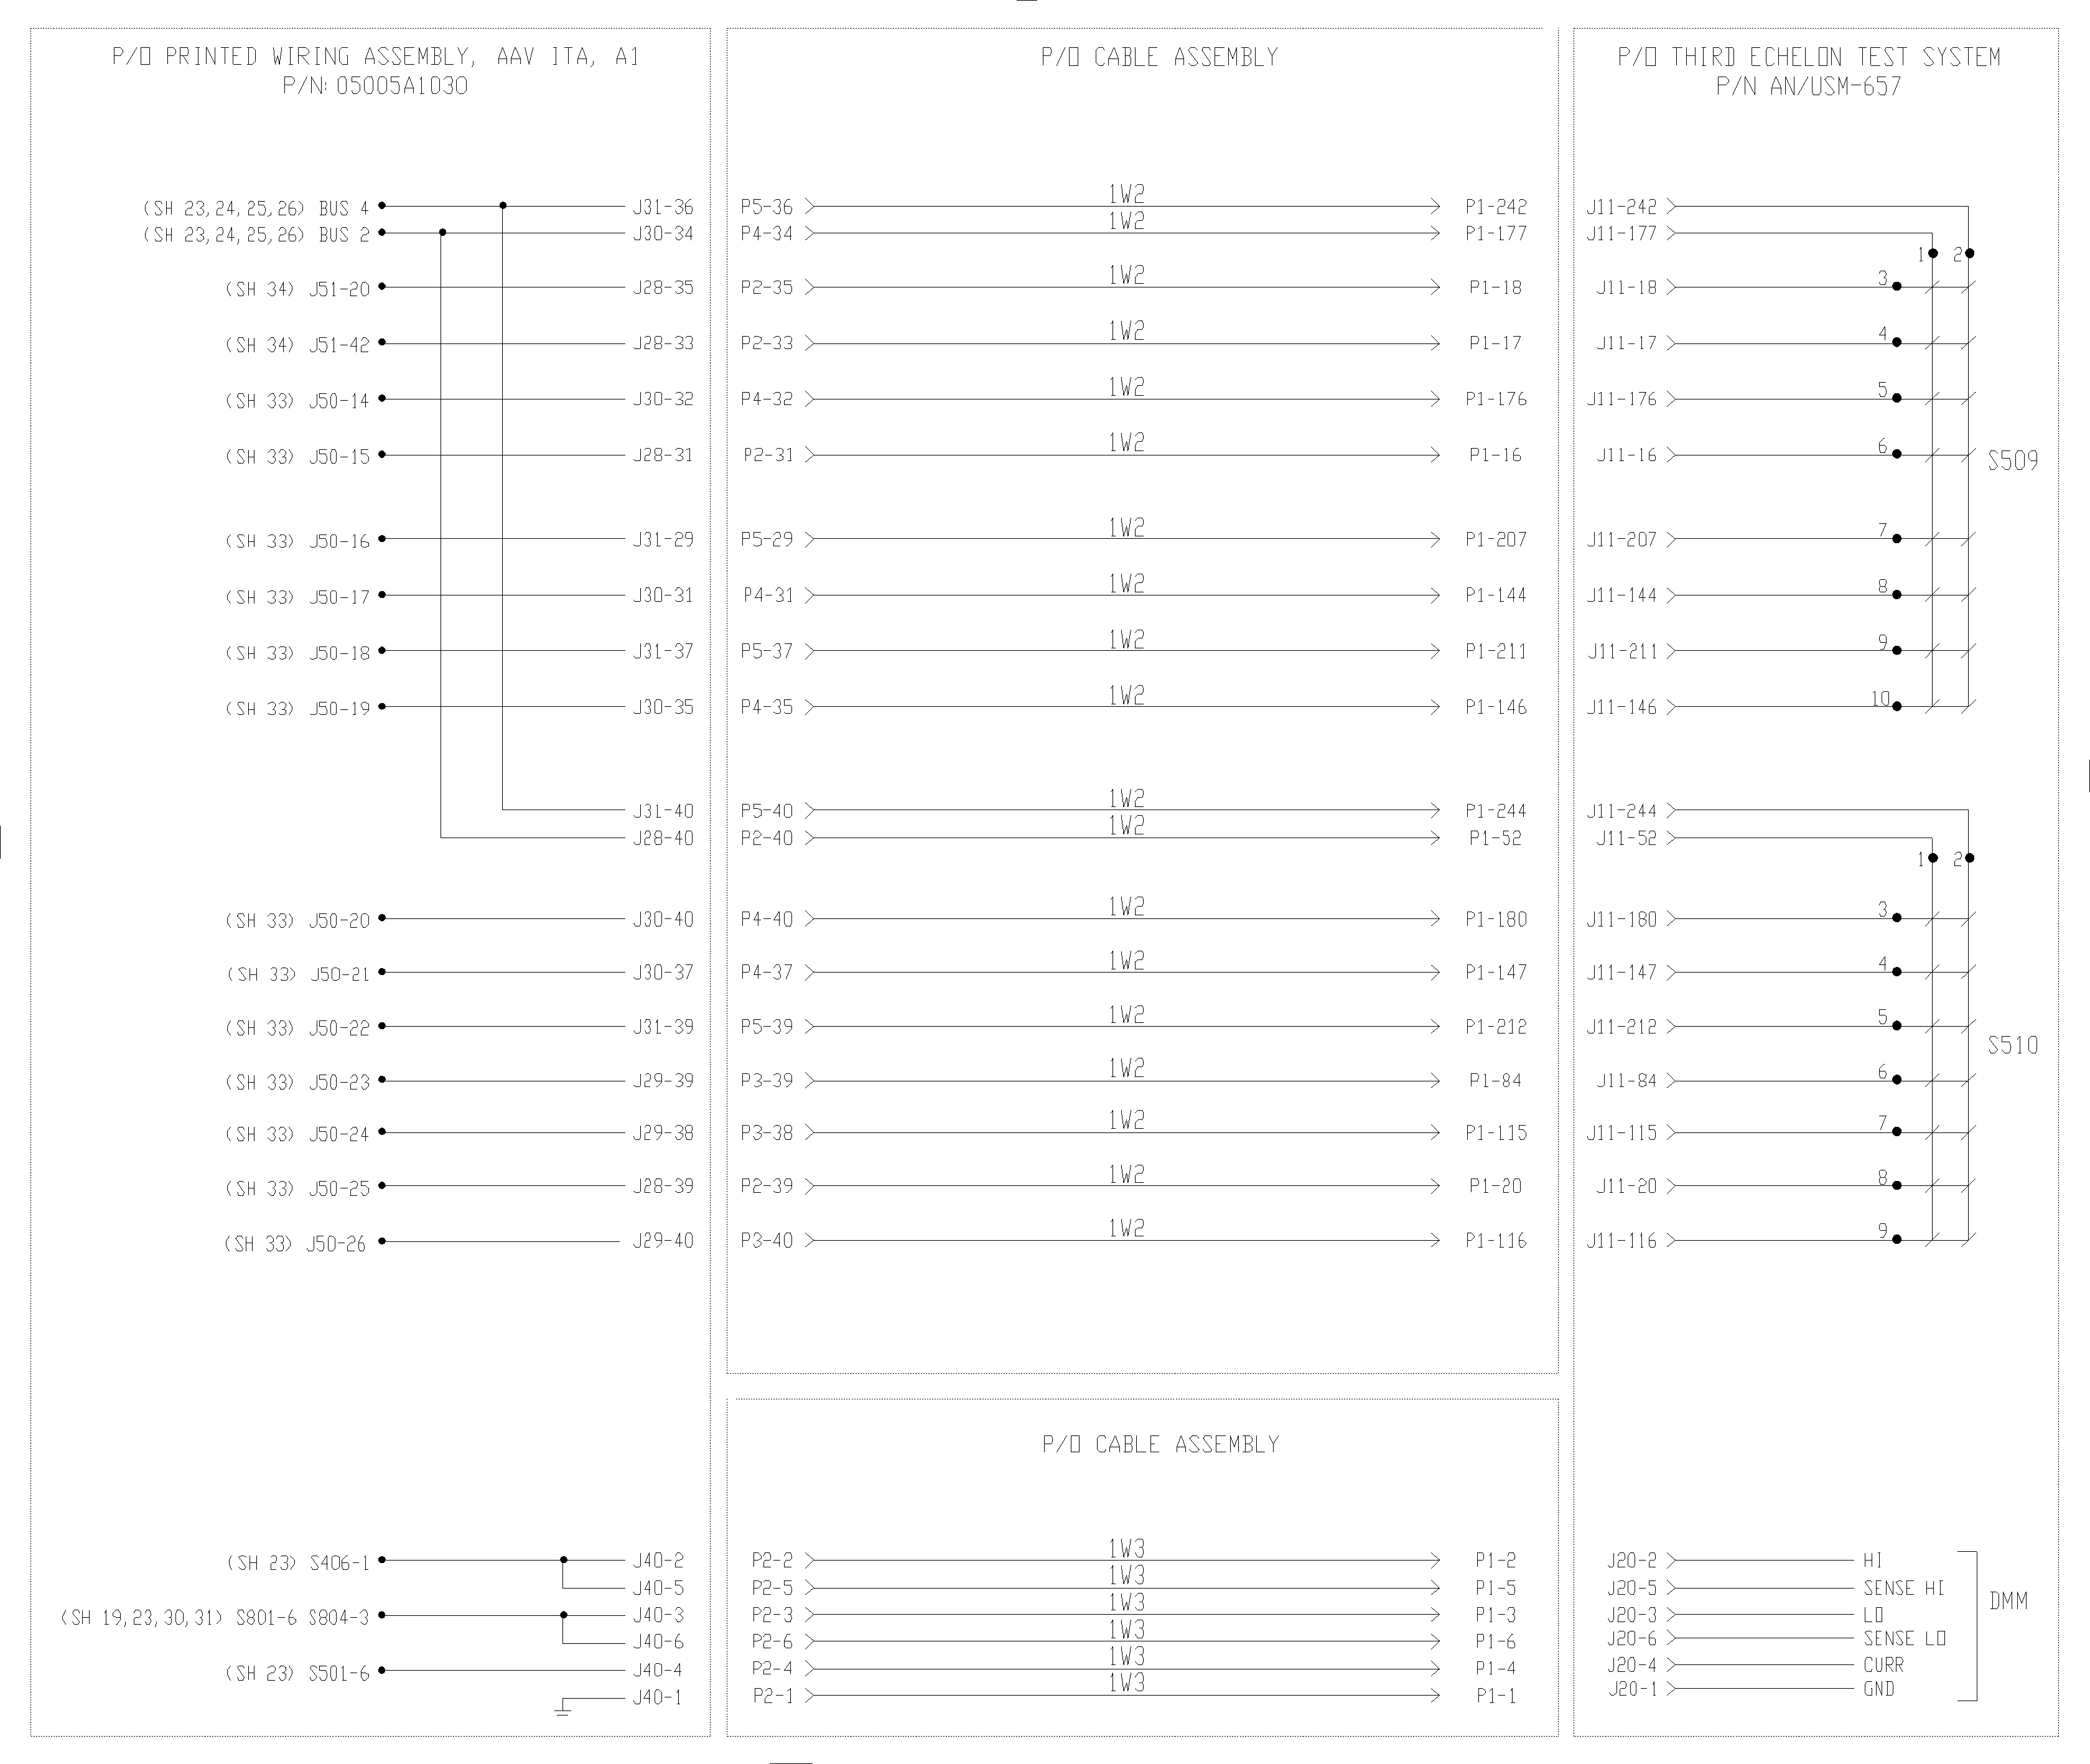 P/O PRINTED WIRING ASSEMBLY, AAV ITA, A1
P/N: 05005A1030
P/O CABLE ASSEMBLY
P/O THIRD ECHELON TEST SYSTEM
P/N AN/USM-657
(SH 23,24,25,26) BUS 4 J31-36 P5-36 1W2 P1-242 J11-242
(SH 23,24,25,26) BUS 2 J30-34 P4-34 1W2 P1-177 J11-177
1 2
(SH 34) J51-20 J28-35 P2-35 1W2 P1-18 J11-18 3
(SH 34) J51-42 J28-33 P2-33 1W2 P1-17 J11-17 4
(SH 33) J50-14 J30-32 P4-32 1W2 P1-176 J11-176 5
(SH 33) J50-15 J28-31 P2-31 1W2 P1-16 J11-16 6
S509
(SH 33) J50-16 J31-29 P5-29 1W2 P1-207 J11-207 7
(SH 33) J50-17 J30-31 P4-31 1W2 P1-144 J11-144 8
(SH 33) J50-18 J31-37 P5-37 1W2 P1-211 J11-211 9
(SH 33) J50-19 J30-35 P4-35 1W2 P1-146 J11-146 10
J31-40 P5-40 1W2 P1-244 J11-244
J28-40 P2-40 1W2 P1-52 J11-52
1 2
(SH 33) J50-20 J30-40 P4-40 1W2 P1-180 J11-180 3
(SH 33) J50-21 J30-37 P4-37 1W2 P1-147 J11-147 4
(SH 33) J50-22 J31-39 P5-39 1W2 P1-212 J11-212 5
S510
(SH 33) J50-23 J29-39 P3-39 1W2 P1-84 J11-84 6
(SH 33) J50-24 J29-38 P3-38 1W2 P1-115 J11-115 7
(SH 33) J50-25 J28-39 P2-39 1W2 P1-20 J11-20 8
(SH 33) J50-26 J29-40 P3-40 1W2 P1-116 J11-116 9
P/O CABLE ASSEMBLY
(SH 23) S406-1 J40-2 P2-2 1W3 P1-2 J20-2 HI
J40-5 P2-5 1W3 P1-5 J20-5 SENSE HI
DMM
(SH 19,23,30,31) S801-6 S804-3 J40-3 P2-3 1W3 P1-3 J20-3 LO
J40-6 P2-6 1W3 P1-6 J20-6 SENSE LO
(SH 23) S501-6 J40-4 P2-4 1W3 P1-4 J20-4 CURR
J40-1 P2-1 1W3 P1-1 J20-1 GND